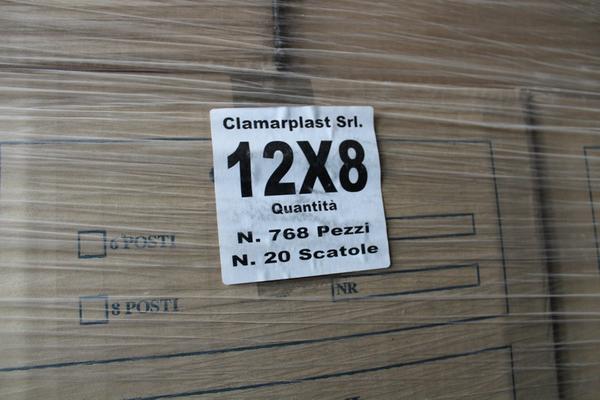 Clamarplast Srl.
12X8
Quantità
N. 768 Pezzi
N. 20 Scatole
6 POSTI
8 POSTI
NR